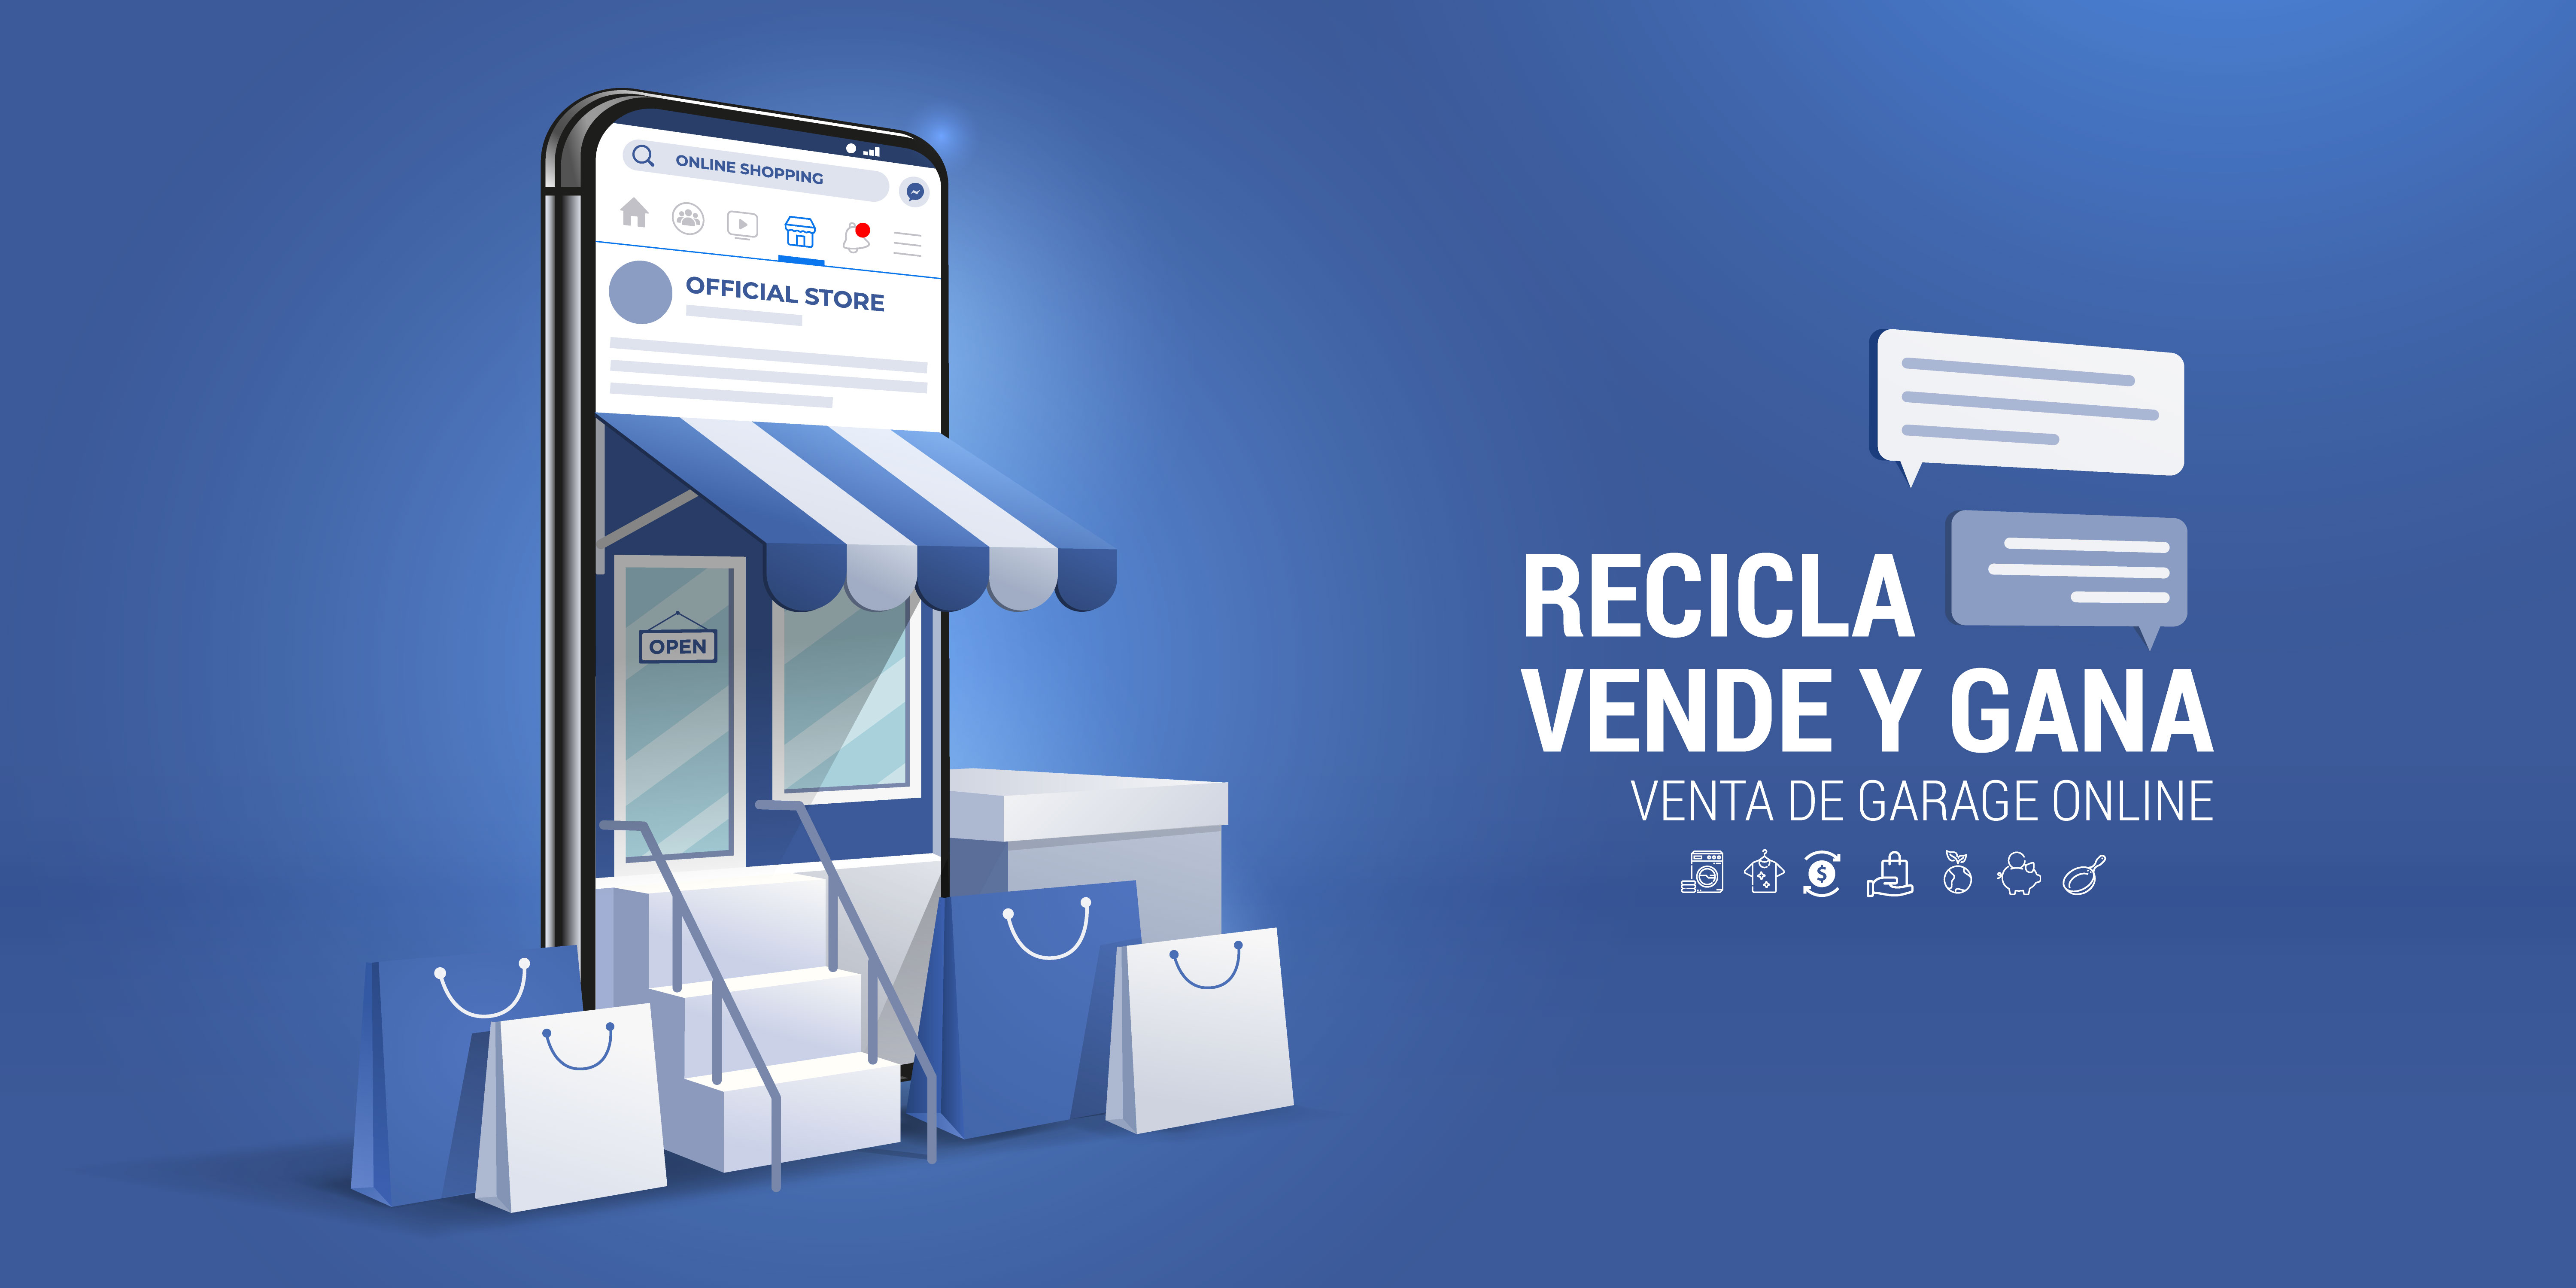 ONLINE SHOPPING
OFFICIAL STORE
OPEN
RECICLA
VENDE Y GANA
VENTA DE GARAGE ONLINE
$